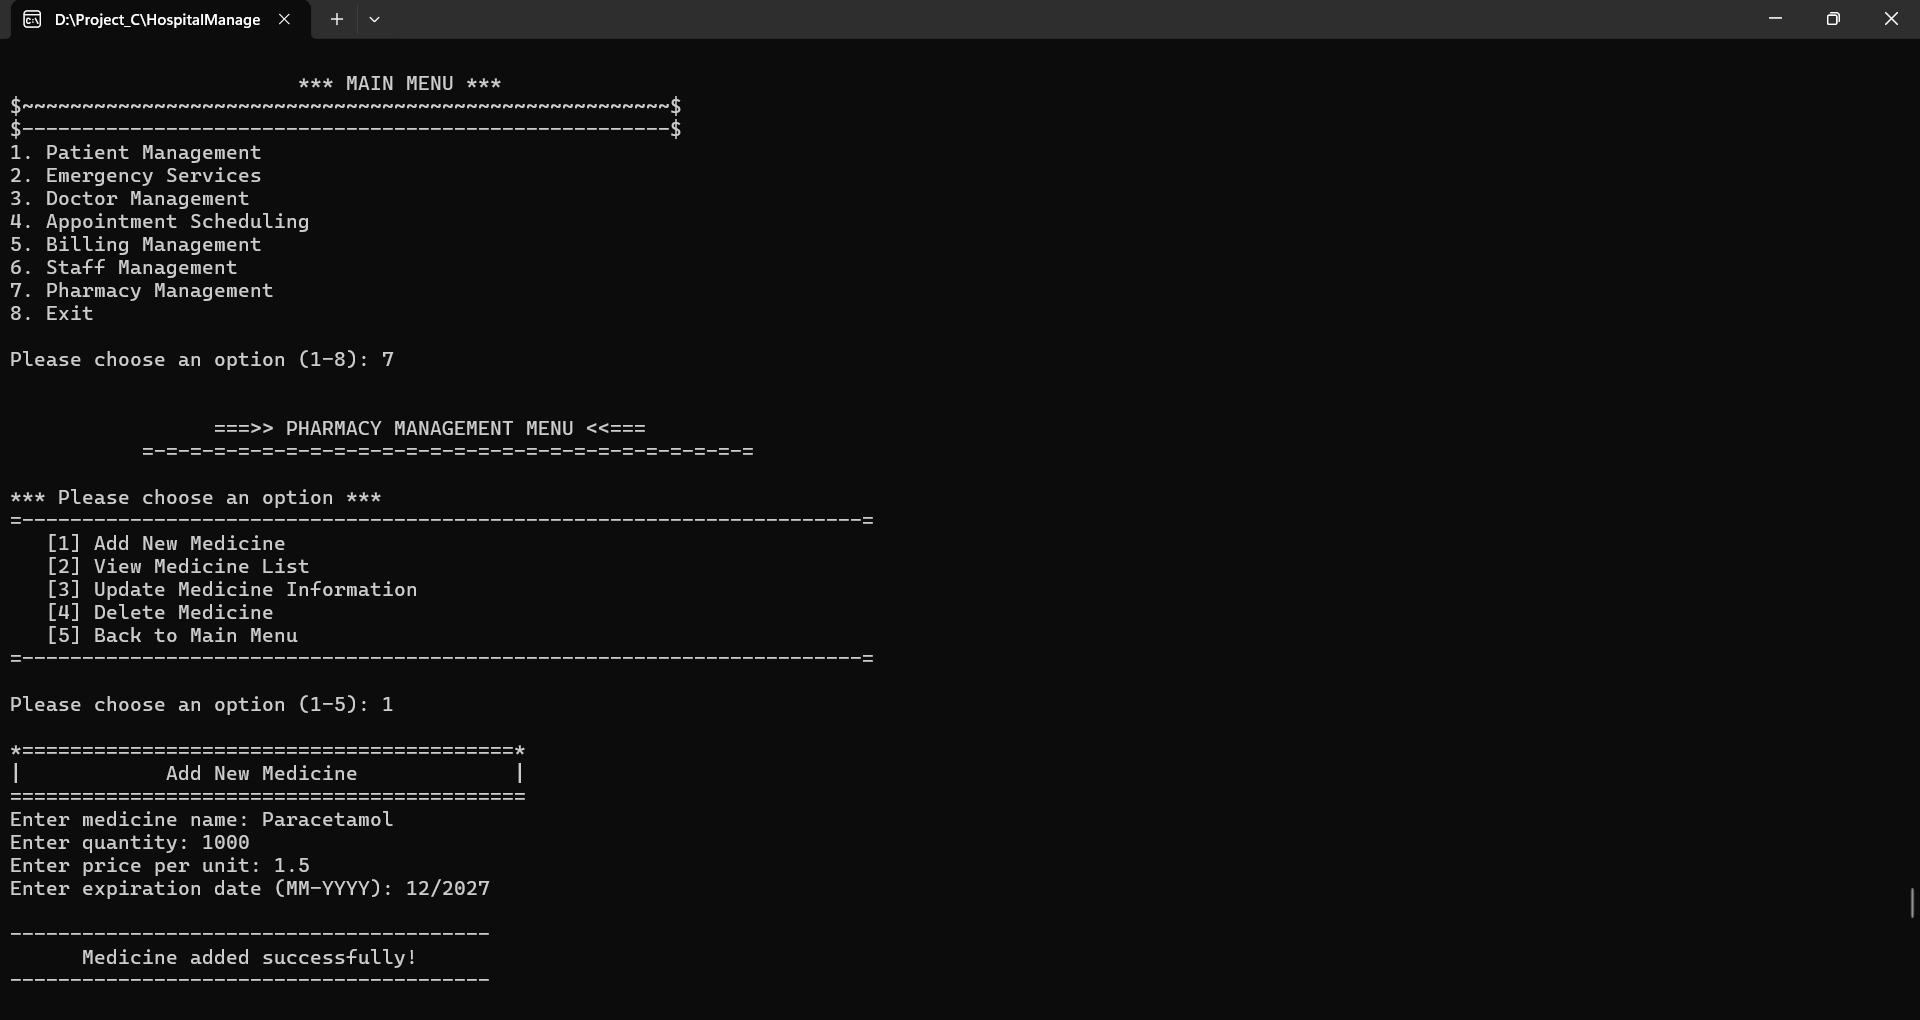 D:\Project_C\HospitalManage
*** MAIN MENU ***
$~~~~~~~~~~~~~~~~~~~~~~~~~~~~~~~~~~~~~~~~~~~~~~~~~~~~~~$
$------------------------------------------------------$
1. Patient Management
2. Emergency Services
3. Doctor Management
4. Appointment Scheduling
5. Billing Management
6. Staff Management
7. Pharmacy Management
8. Exit
Please choose an option (1-8): 7
===>> PHARMACY MANAGEMENT MENU <<===
=-=-=-=-=-=-=-=-=-=-=-=-=-=-=-=-=-=-=-=-=-=-=-=-=-=
*** Please choose an option ***
=----------------------------------------------------------------------=
[1] Add New Medicine
[2] View Medicine List
[3] Update Medicine Information
[4] Delete Medicine
[5] Back to Main Menu
=----------------------------------------------------------------------=
Please choose an option (1-5): 1
*=========================================*
|            Add New Medicine             |
===========================================
Enter medicine name: Paracetamol
Enter quantity: 1000
Enter price per unit: 1.5
Enter expiration date (MM-YYYY): 12/2027
----------------------------------------
Medicine added successfully!
----------------------------------------